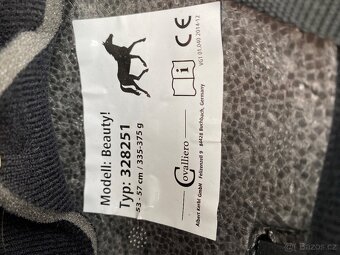 Modell: Beauty!
Typ: 328251
53 - 57 cm / 335-375 g
Covalliero
Albert Kerbl GmbH Felizenzell 9 84428 Buchbach, Germany
CE
VG1 01.040 2014-12
Bazos.cz